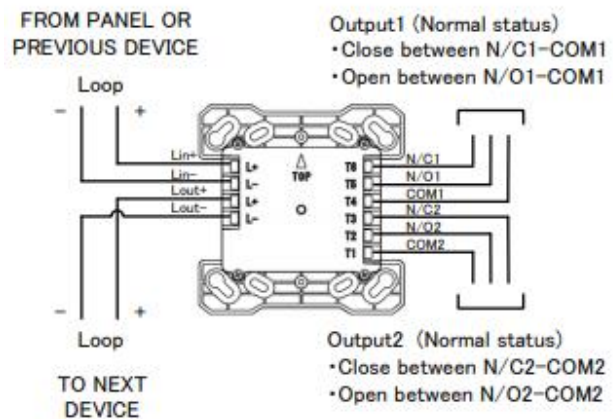 FROM PANEL OR
PREVIOUS DEVICE
Loop
- +
Lin+
Lin-
Lout+
Lout-
L+
L-
L+
L-
TOP
T6
T5
T4
T3
T2
T1
N/C1
N/O1
COM1
N/C2
N/O2
COM2
Output1 (Normal status)
・Close between N/C1-COM1
・Open between N/O1-COM1
- +
Loop
TO NEXT
DEVICE
Output2 (Normal status)
・Close between N/C2-COM2
・Open between N/O2-COM2